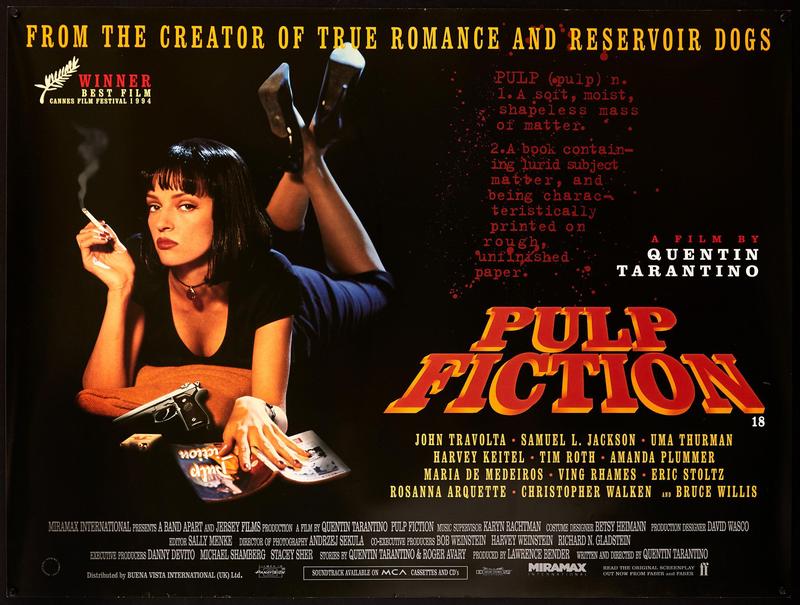 FROM THE CREATOR OF TRUE ROMANCE AND RESERVOIR DOGS
WINNER
BEST FILM
CANNES FILM FESTIVAL 1994
PULP (pulp) n.
1. A soft, moist,
shapeless mass
of matter.
2. A book contain-
ing lurid subject
matter, and
being charac-
teristically
printed on
rough,
unfinished
paper.
A FILM BY
QUENTIN
TARANTINO
PULP
FICTION
18
pulp
fiction
JOHN TRAVOLTA • SAMUEL L. JACKSON • UMA THURMAN
HARVEY KEITEL • TIM ROTH • AMANDA PLUMMER
MARIA DE MEDEIROS • VING RHAMES • ERIC STOLTZ
ROSANNA ARQUETTE • CHRISTOPHER WALKEN AND BRUCE WILLIS
MIRAMAX INTERNATIONAL PRESENTS A BAND APART AND JERSEY FILMS PRODUCTION A FILM BY QUENTIN TARANTINO PULP FICTION MUSIC SUPERVISOR KARYN RACHTMAN COSTUME DESIGNER BETSY HEIMANN PRODUCTION DESIGNER DAVID WASCO
EDITOR SALLY MENKE DIRECTOR OF PHOTOGRAPHY ANDRZEJ SEKULA CO-EXECUTIVE PRODUCERS BOB WEINSTEIN HARVEY WEINSTEIN RICHARD N. GLADSTEIN
EXECUTIVE PRODUCERS DANNY DEVITO MICHAEL SHAMBERG STACEY SHER STORIES BY QUENTIN TARANTINO & ROGER AVARY PRODUCED BY LAWRENCE BENDER WRITTEN AND DIRECTED BY QUENTIN TARANTINO
Distributed by BUENA VISTA INTERNATIONAL (UK) Ltd.
SOUNDTRACK AVAILABLE ON MCA CASSETTES AND CD's
MIRAMAX
INTERNATIONAL
READ THE ORIGINAL SCREENPLAY
OUT NOW FROM FABER AND FABER
ff